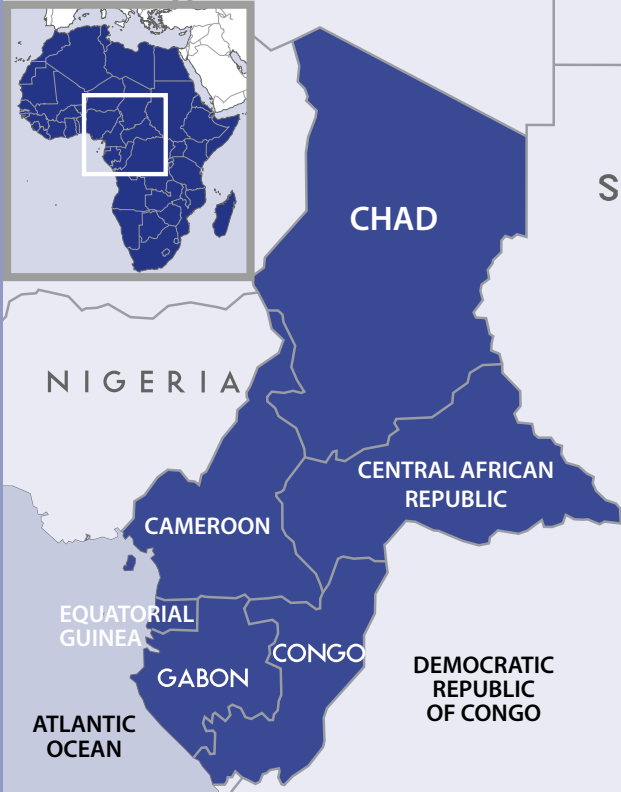 CHAD
S
NIGERIA
CENTRAL AFRICAN
REPUBLIC
CAMEROON
EQUATORIAL
GUINEA
CONGO
GABON
DEMOCRATIC
REPUBLIC
OF CONGO
ATLANTIC
OCEAN